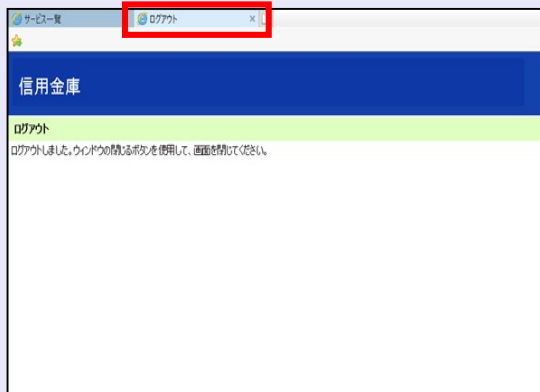 サービス一覧
ログアウト
信用金庫
ログアウト
ログアウトしました。ウィンドウの閉じるボタンを使用して、画面を閉じてください。